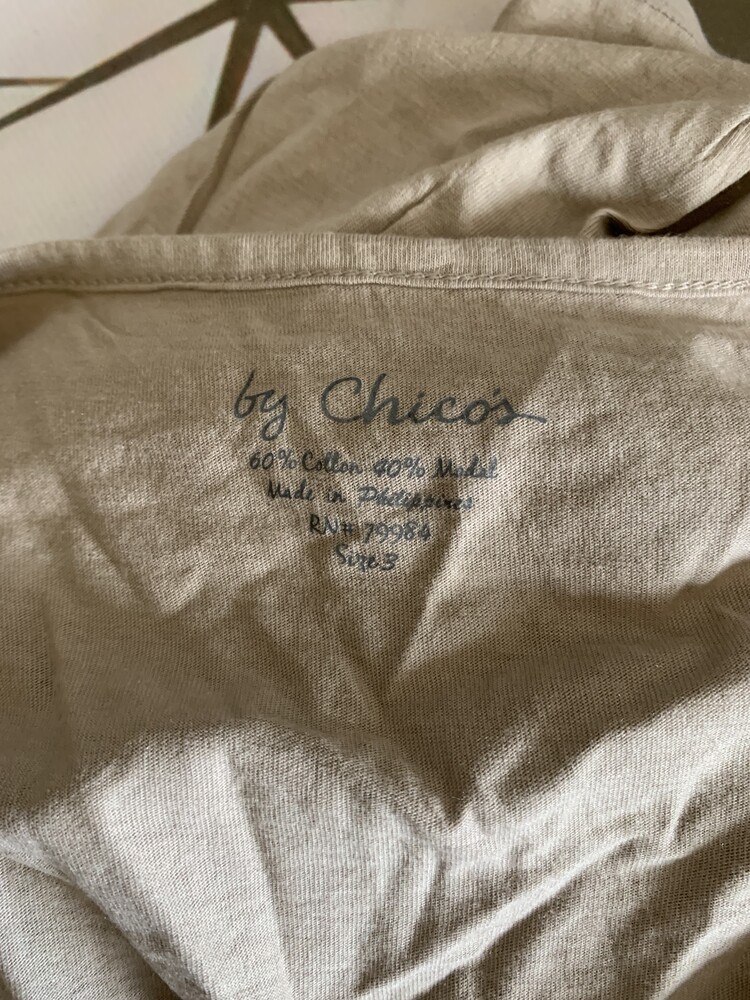 by Chico's
60% Cotton 40% Modal
Made in Philippines
RN# 79984
Size 3